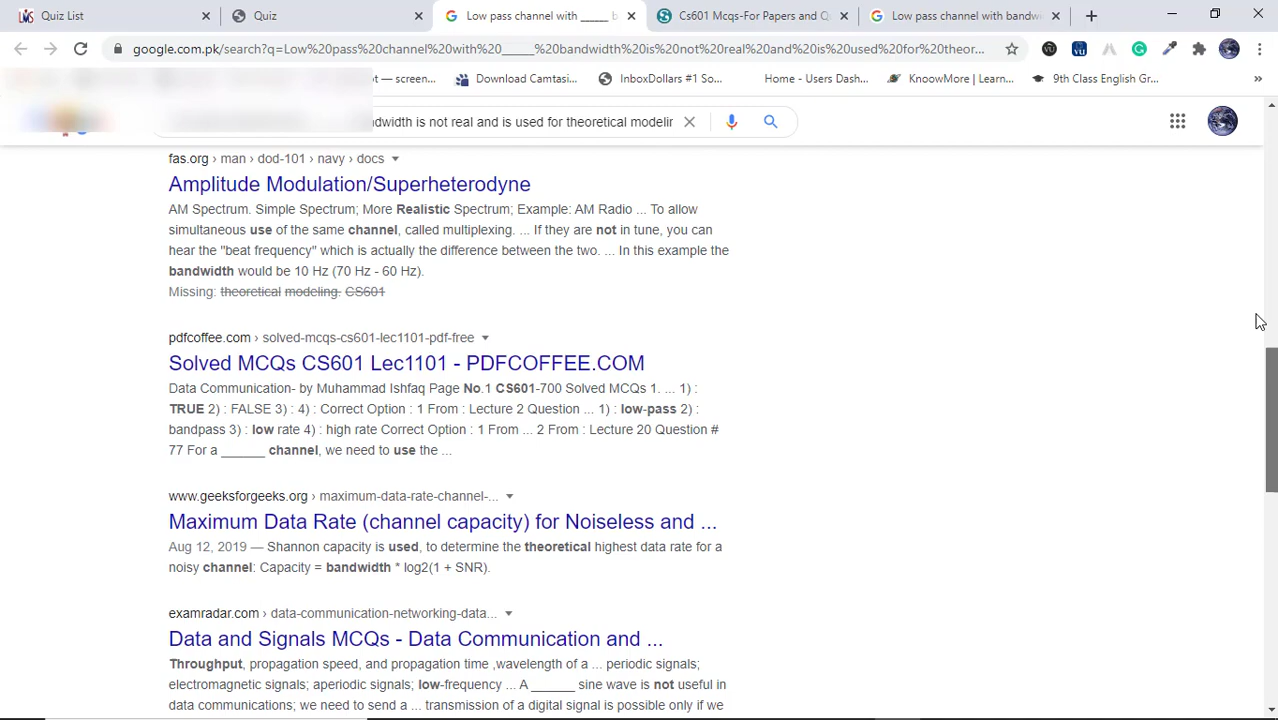 Quiz List
Quiz
Low pass channel with _____ b
Cs601 Mcqs-For Papers and Q
Low pass channel with bandw
google.com.pk/search?q=Low%20pass%20channel%20with%20_____%20bandwidth%20is%20not%20real%20and%20is%20used%20for%20theor...
ot — screen...
Download Camtasi...
InboxDollars #1 So...
Home - Users Dash...
KnoowMore | Learn...
9th Class English Gr...
»
dwidth is not real and is used for theoretical modelin
fas.org › man › dod-101 › navy › docs
Amplitude Modulation/Superheterodyne
AM Spectrum. Simple Spectrum; More Realistic Spectrum; Example: AM Radio ... To allow
simultaneous use of the same channel, called multiplexing. ... If they are not in tune, you can
hear the "beat frequency" which is actually the difference between the two. ... In this example the
bandwidth would be 10 Hz (70 Hz - 60 Hz).
Missing: theoretical modeling. CS601
pdfcoffee.com › solved-mcqs-cs601-lec1101-pdf-free
Solved MCQs CS601 Lec1101 - PDFCOFFEE.COM
Data Communication- by Muhammad Ishfaq Page No.1 CS601-700 Solved MCQs 1. ... 1) :
TRUE 2) : FALSE 3) : 4) : Correct Option : 1 From : Lecture 2 Question ... 1) : low-pass 2) :
bandpass 3) : low rate 4) : high rate Correct Option : 1 From ... 2 From : Lecture 20 Question #
77 For a ______ channel, we need to use the ...
www.geeksforgeeks.org › maximum-data-rate-channel-...
Maximum Data Rate (channel capacity) for Noiseless and ...
Aug 12, 2019 — Shannon capacity is used, to determine the theoretical highest data rate for a
noisy channel: Capacity = bandwidth * log2(1 + SNR).
examradar.com › data-communication-networking-data...
Data and Signals MCQs - Data Communication and ...
Throughput, propagation speed, and propagation time ,wavelength of a ... periodic signals;
electromagnetic signals; aperiodic signals; low-frequency ... A ______ sine wave is not useful in
data communications; we need to send a ... transmission of a digital signal is possible only if we